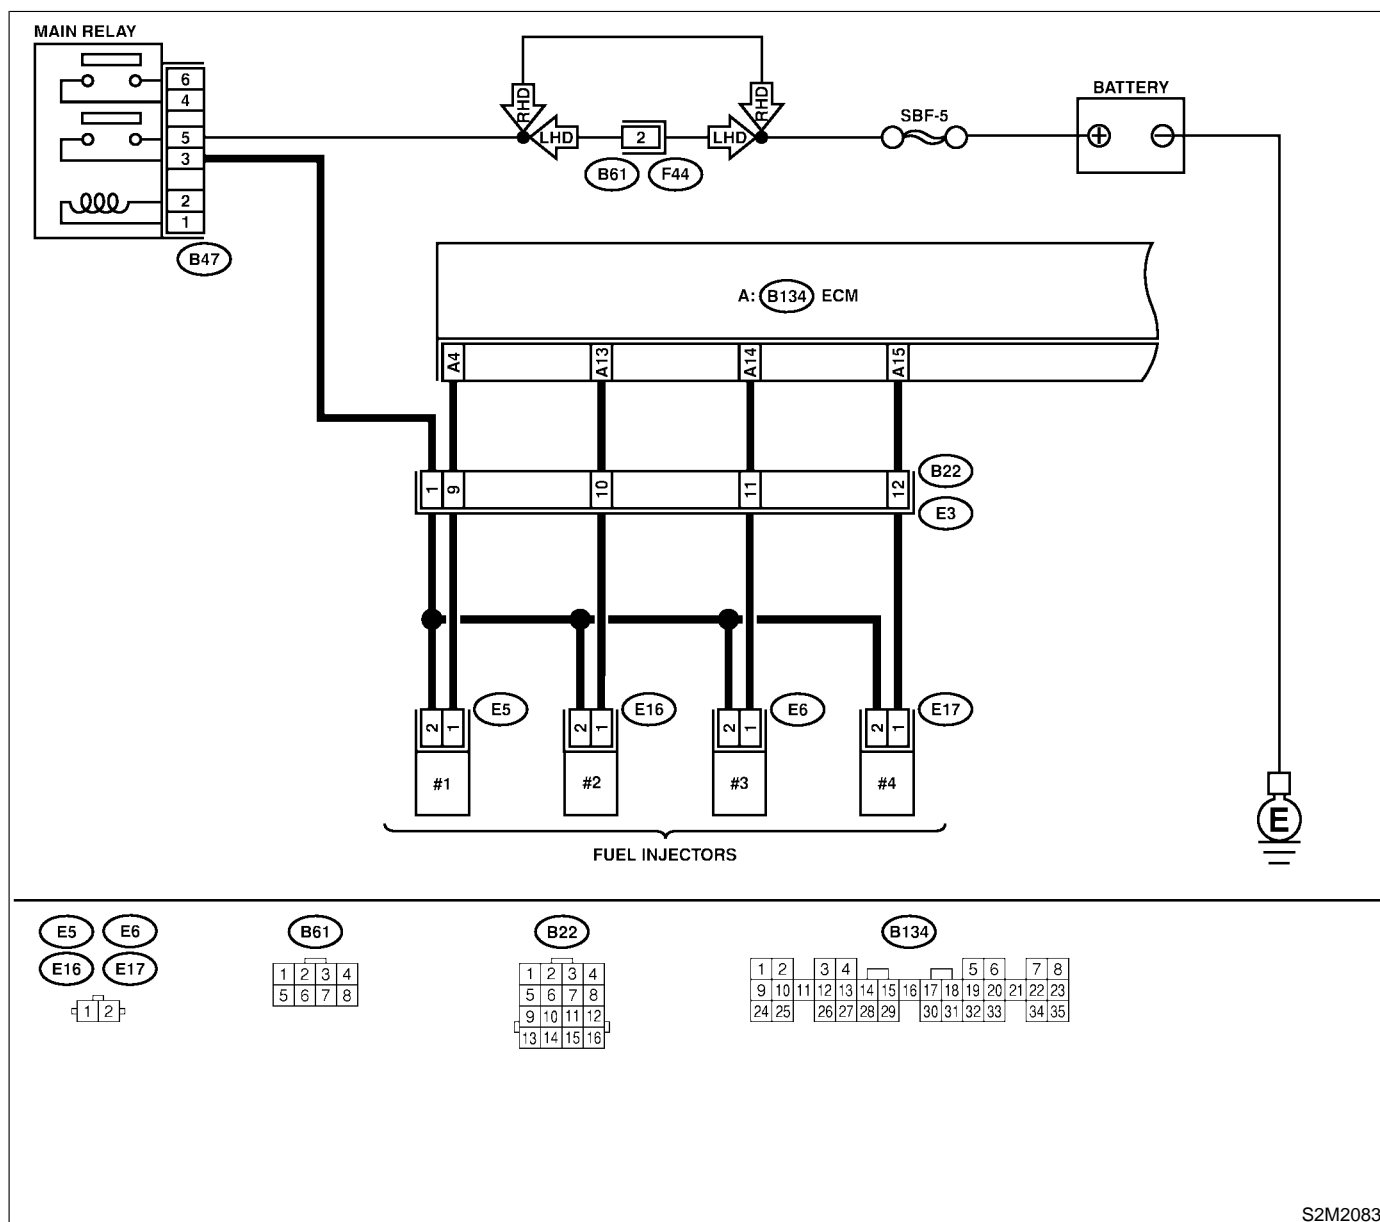 MAIN RELAY
6
4
5
3
2
1
B47
RHD
RHD
LHD
2
LHD
B61
F44
SBF-5
BATTERY
A: B134 ECM
A4
A13
A14
A15
1
9
10
11
12
B22
E3
2
1
E5
2
1
E16
2
1
E6
2
1
E17
#1
#2
#3
#4
FUEL INJECTORS
E
E5 E6
E16 E17
1 2
B61
1 2 3 4
5 6 7 8
B22
1 2 3 4
5 6 7 8
9 10 11 12
13 14 15 16
B134
1 2 3 4 5 6 7 8
9 10 11 12 13 14 15 16 17 18 19 20 21 22 23
24 25 26 27 28 29 30 31 32 33 34 35
S2M2083